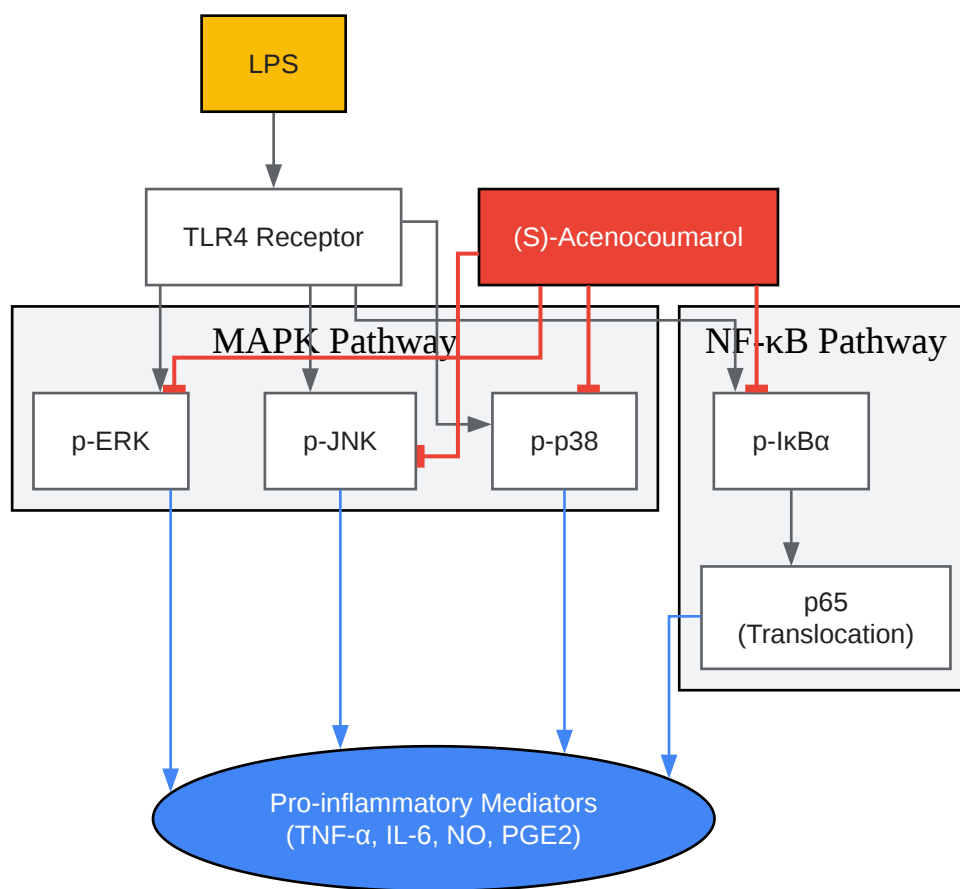 LPS
TLR4 Receptor
(S)-Acenocoumarol
MAPK Pathway
NF-κB Pathway
p-ERK
p-JNK
p-p38
p-IκBα
p65
(Translocation)
Pro-inflammatory Mediators
(TNF-α, IL-6, NO, PGE2)